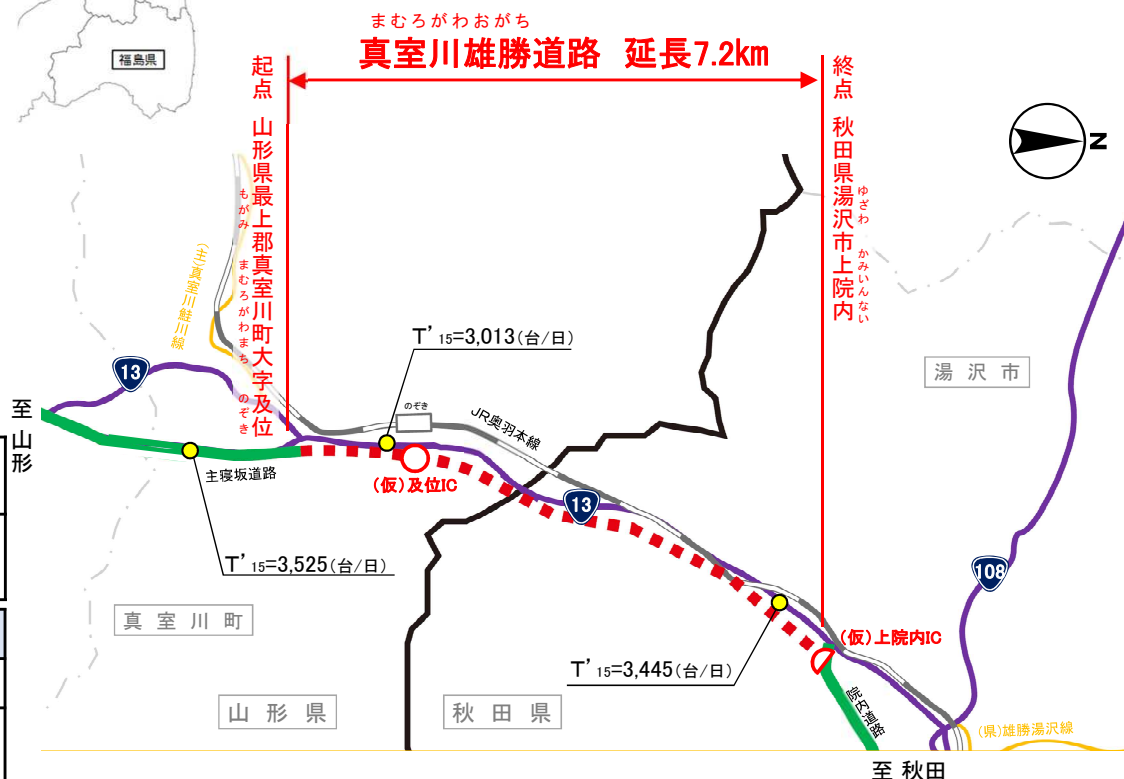 福島県
まむろがわおがち
真室川雄勝道路 延長7.2km
起点 山形県最上郡真室川町大字及位
もがみ まむろがわまち のぞき
終点 秋田県湯沢市上院内
ゆざわ かみいんない
N
(主)真室川鮭川線
T’15=3,013(台/日)
湯沢市
13
至 山形
のぞき
JR奥羽本線
主寝坂道路
(仮)及位IC
13
T’15=3,525(台/日)
108
真室川町
(仮)上院内IC
T’15=3,445(台/日)
山形県
秋田県
院内道路
(県)雄勝湯沢線
至 秋田